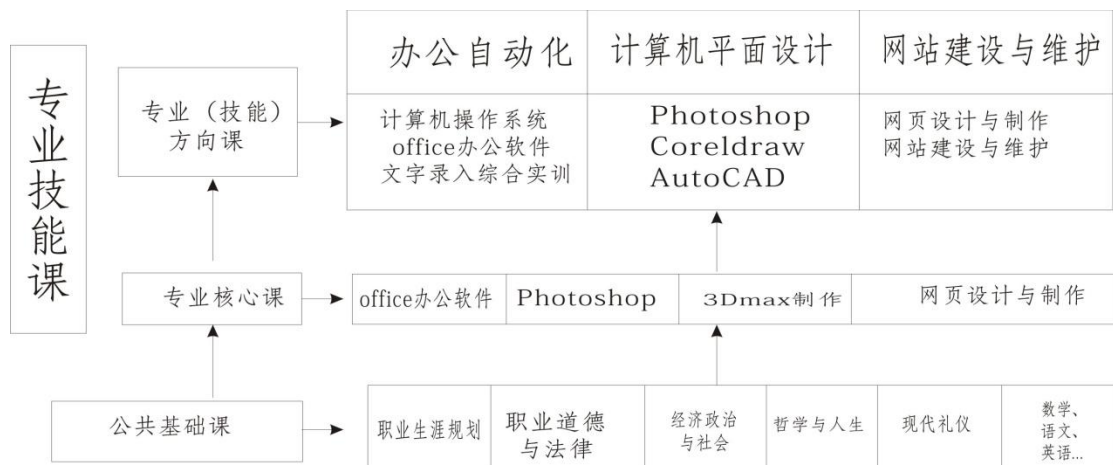 专业技能课
办公自动化
计算机平面设计
网站建设与维护
专业（技能）
方向课
计算机操作系统
office办公软件
文字录入综合实训
Photoshop
Coreldraw
AutoCAD
网页设计与制作
网站建设与维护
专业核心课
office办公软件
Photoshop
3Dmax制作
网页设计与制作
公共基础课
职业生涯规划
职业道德
与法律
经济政治
与社会
哲学与人生
现代礼仪
数学、
语文、
英语...